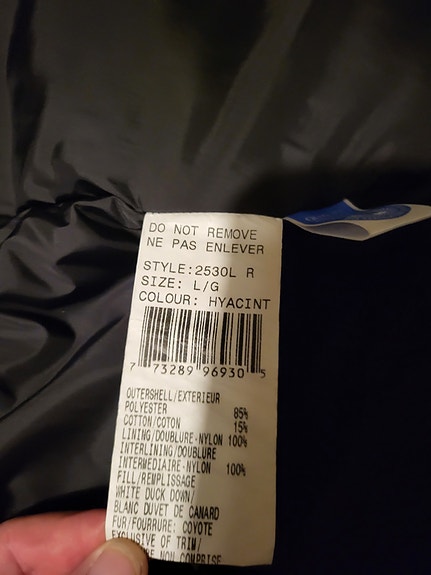 DO NOT REMOVE
NE PAS ENLEVER
STYLE:2530L R
SIZE: L/G
COLOUR: HYACINT
7 73289 96930 5
OUTERSHELL/EXTERIEUR
POLYESTER 85%
COTTON/COTON 15%
LINING/DOUBLURE-NYLON 100%
INTERLINING/DOUBLURE
INTERMEDIAIRE-NYLON 100%
FILL/REMPLISSAGE
WHITE DUCK DOWN/
BLANC DUVET DE CANARD
FUR/FOURRURE: COYOTE
EXCLUSIVE OF TRIM/
NON COMPRISE